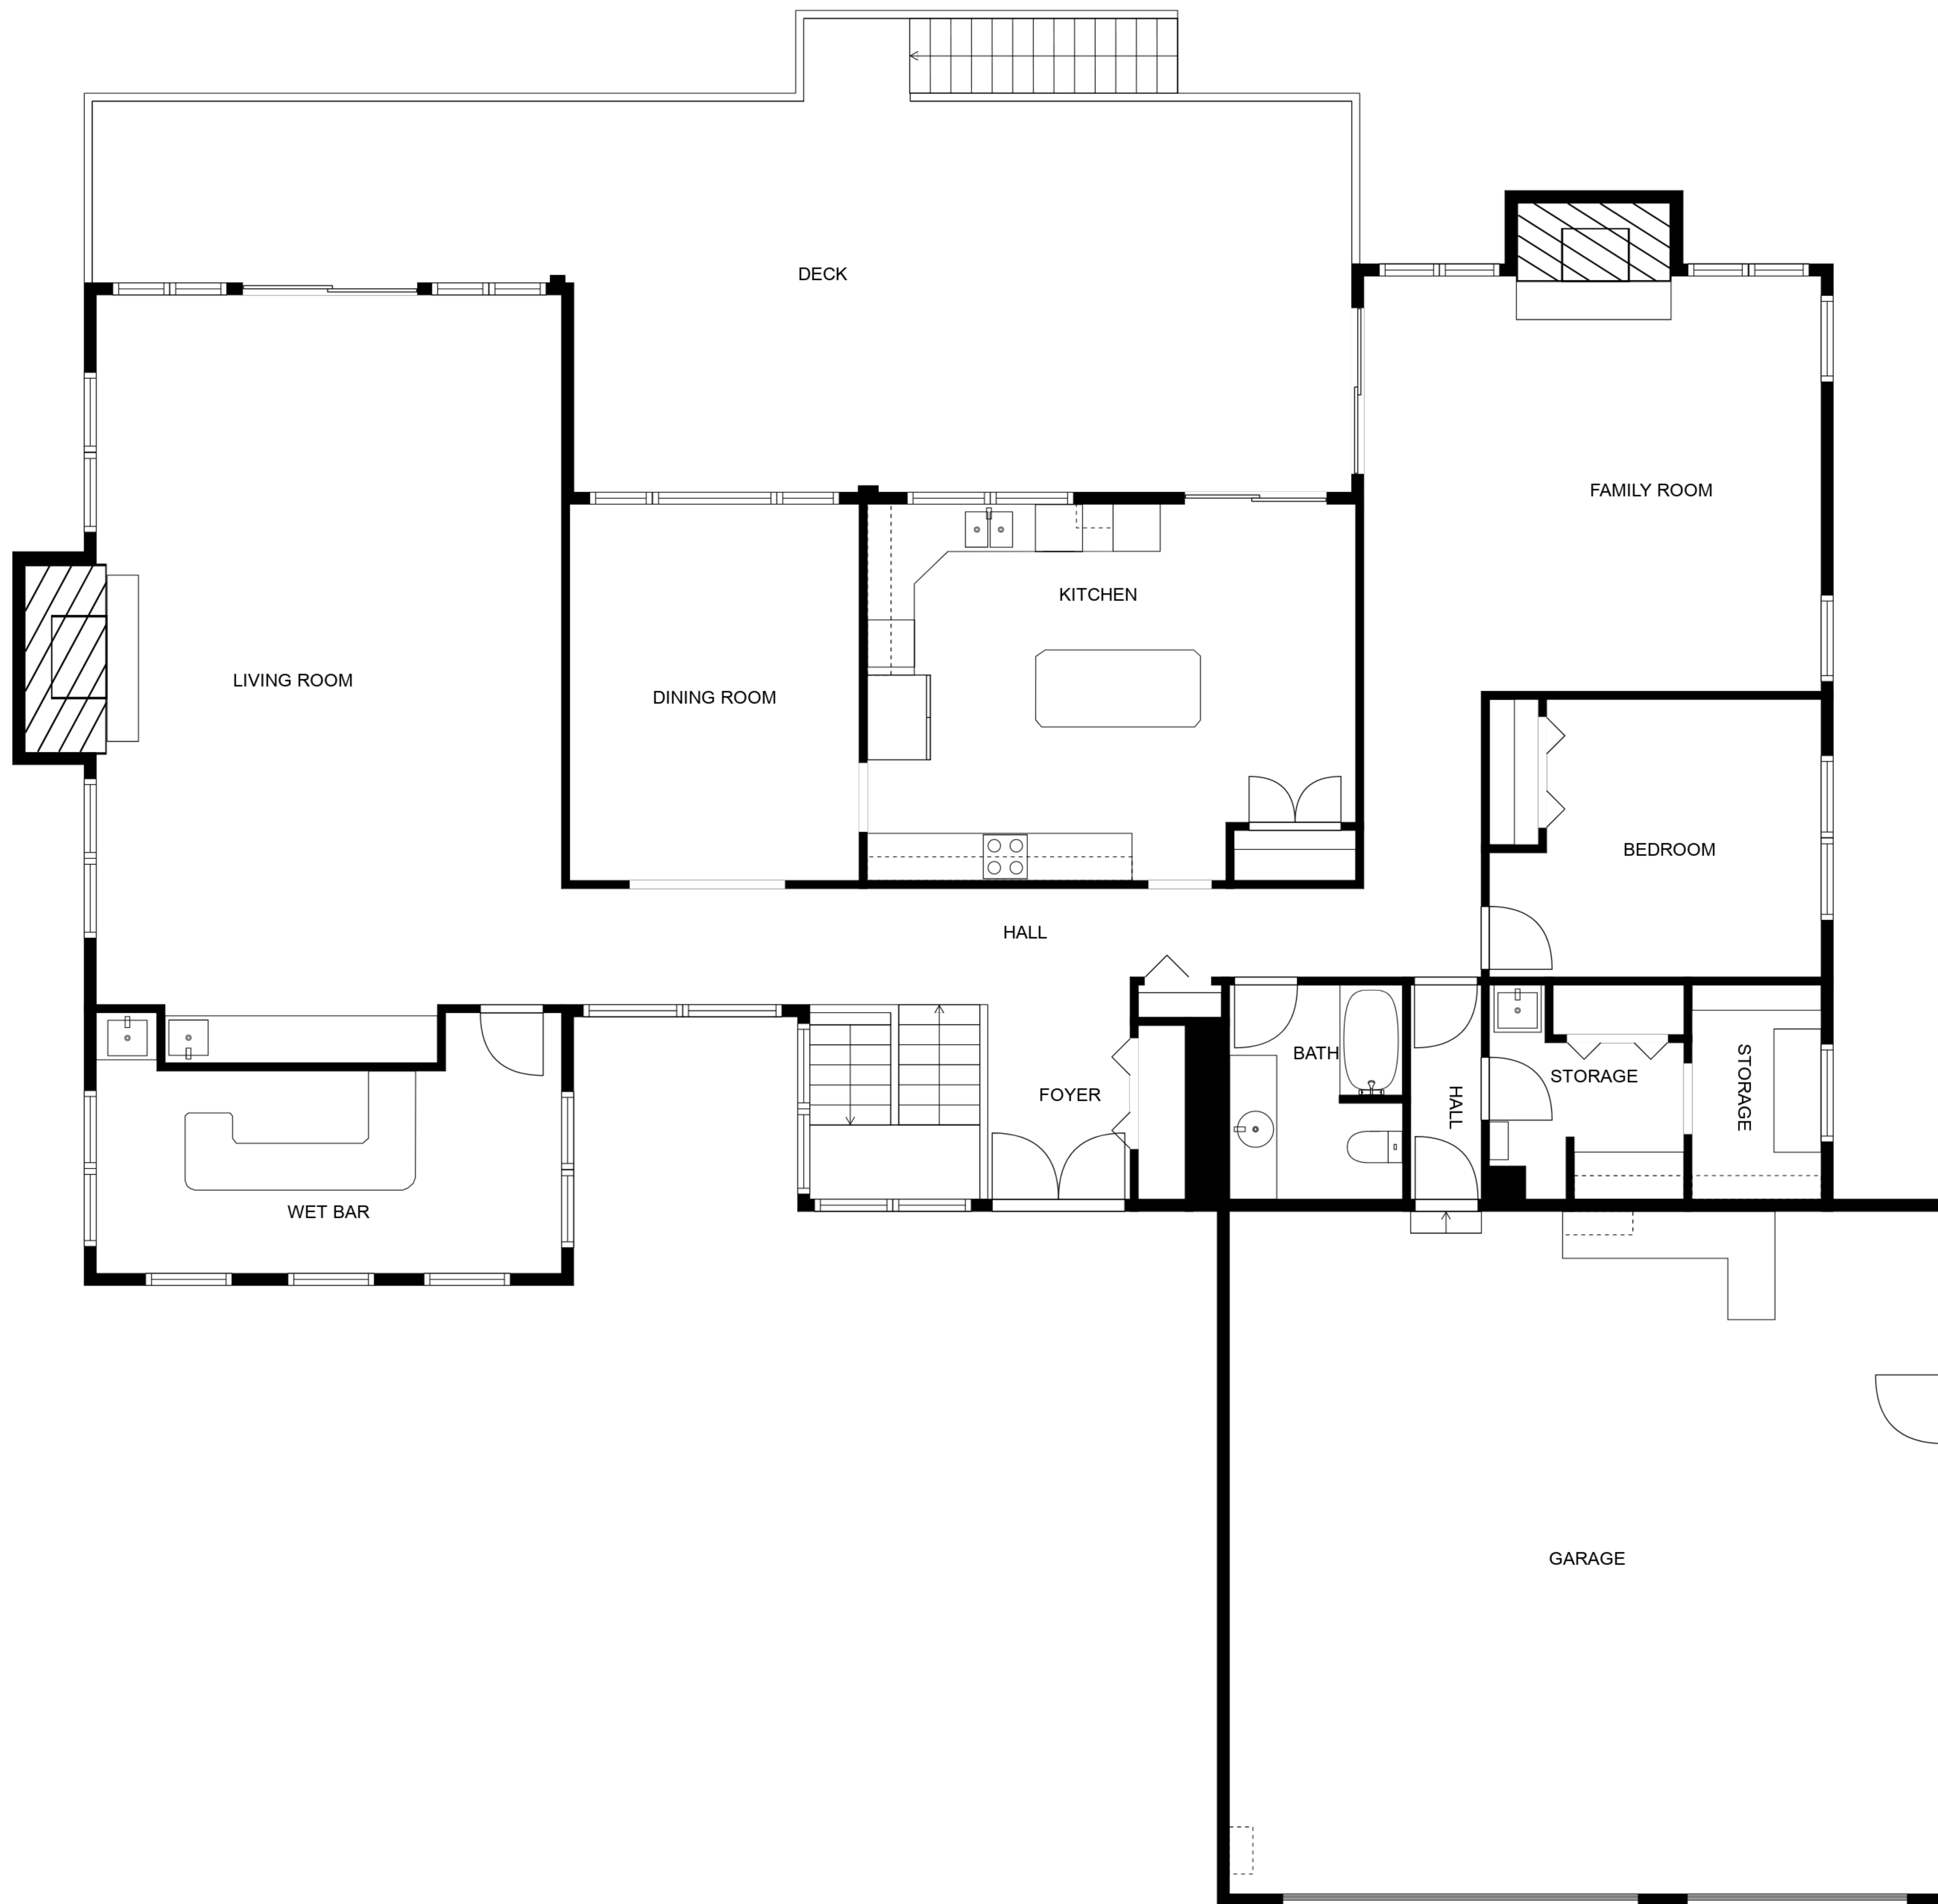 DECK
FAMILY ROOM
KITCHEN
LIVING ROOM
DINING ROOM
BEDROOM
HALL
BATH
STORAGE
STORAGE
FOYER
HALL
WET BAR
GARAGE